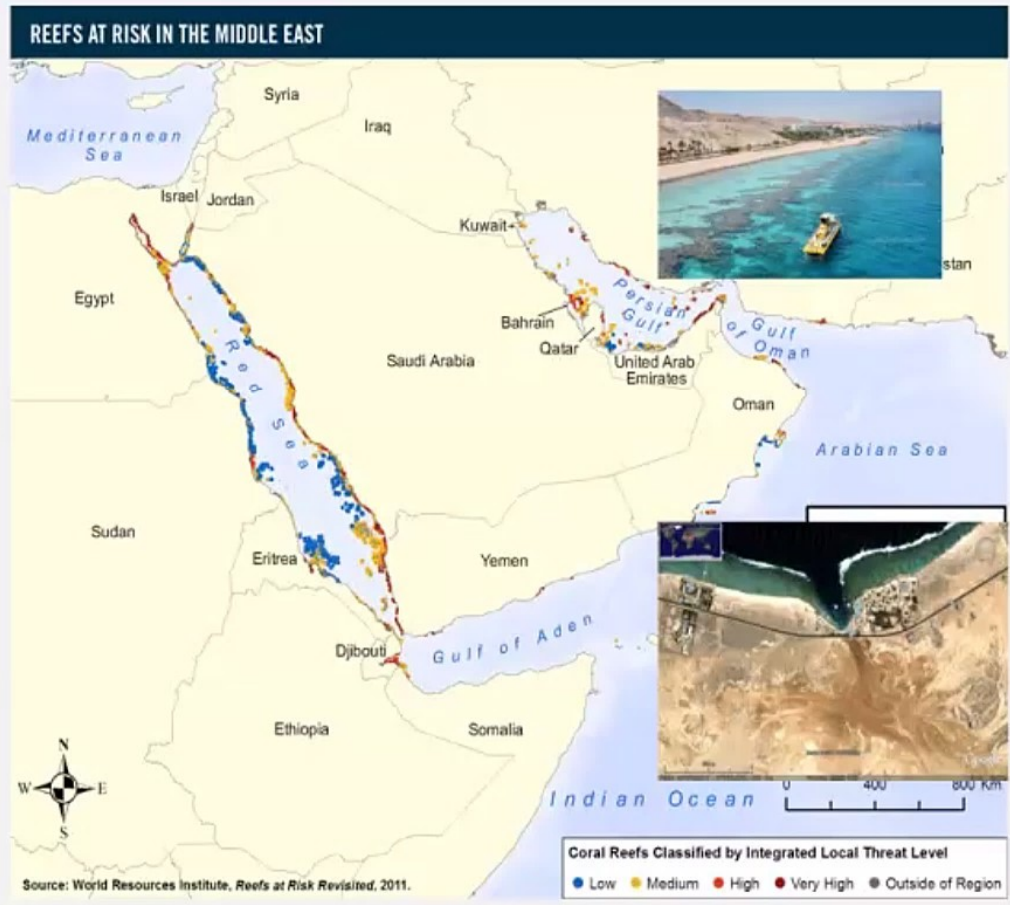 REEFS AT RISK IN THE MIDDLE EAST
Syria
Mediterranean
Sea
Iraq
Israel
Jordan
Kuwait
stan
Egypt
Persian
Gulf
Bahrain
Gulf
of Oman
Qatar
Saudi Arabia
United Arab
Emirates
Red Sea
Oman
Arabian Sea
Sudan
Eritrea
Yemen
Djibouti
Gulf of Aden
Ethiopia
Somalia
Google
N
W
E
S
Indian Ocean
0 400 800 Km
Coral Reefs Classified by Integrated Local Threat Level
Low Medium High Very High Outside of Region
Source: World Resources Institute, Reefs at Risk Revisited, 2011.